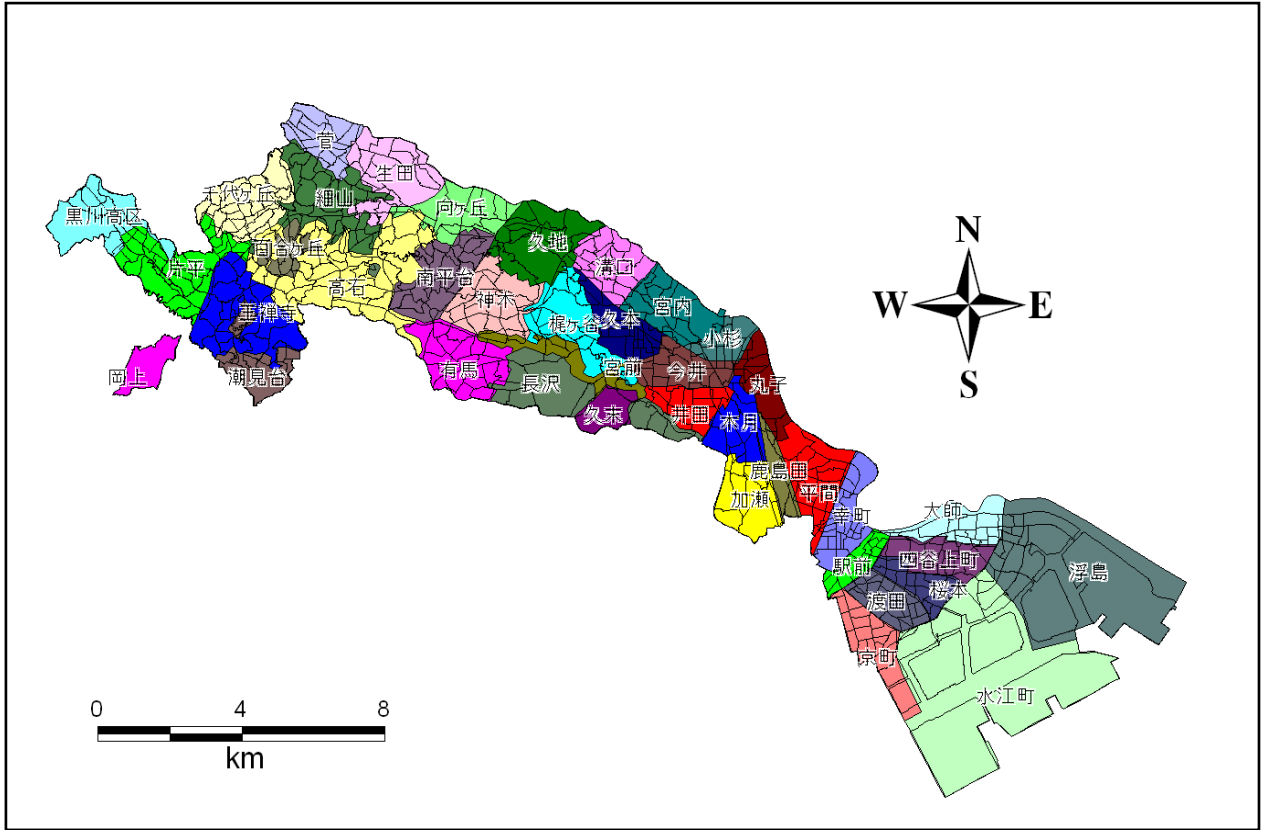 菅
生田
千代ヶ丘
細山
向ヶ丘
黒川高区
久地
百合ヶ丘
溝口
片平
南平台
高石
神木
宮内
王禅寺
梶ヶ谷
久本
小杉
岡上
潮見台
有馬
長沢
宮前
今井
丸子
久末
井田
木月
鹿島田
加瀬
平間
幸町
大師
駅前
四谷上町
浮島
渡田
桜本
京町
水江町
N
W
E
S
0 4 8
km